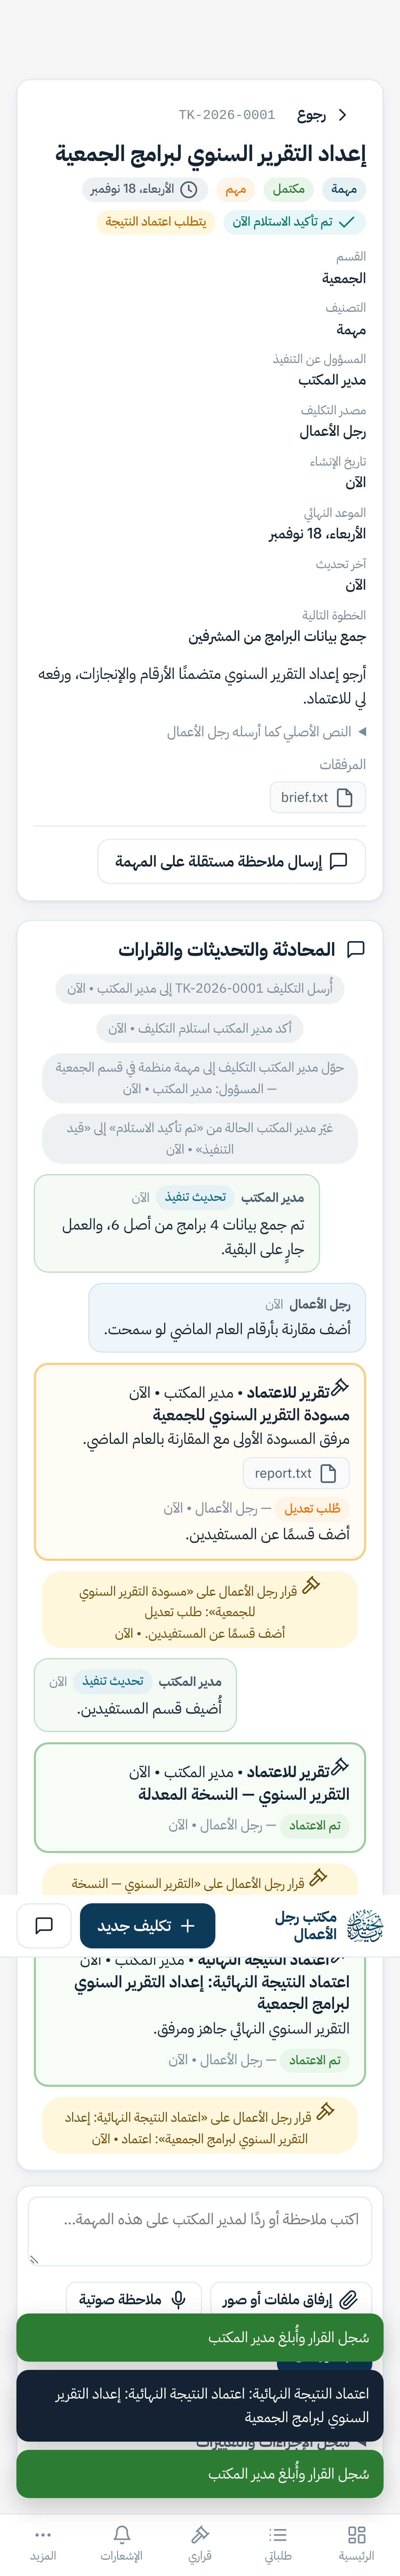 رجوع TK-2026-0001
إعداد التقرير السنوي لبرامج الجمعية
مهمة مكتمل مهم الأربعاء، 18 نوفمبر
تم تأكيد الاستلام الآن يتطلب اعتماد النتيجة
القسم
الجمعية
التصنيف
مهمة
المسؤول عن التنفيذ
مدير المكتب
مصدر التكليف
رجل الأعمال
تاريخ الإنشاء
الآن
الموعد النهائي
الأربعاء، 18 نوفمبر
آخر تحديث
الآن
الخطوة التالية
جمع بيانات البرامج من المشرفين
أرجو إعداد التقرير السنوي متضمنًا الأرقام والإنجازات، ورفعه
لي للاعتماد.
النص الأصلي كما أرسله رجل الأعمال
المرفقات
brief.txt
إرسال ملاحظة مستقلة على المهمة
المحادثة والتحديثات والقرارات
أُرسل التكليف TK-2026-0001 إلى مدير المكتب • الآن
أكد مدير المكتب استلام التكليف • الآن
حوّل مدير المكتب التكليف إلى مهمة منظمة في قسم الجمعية
— المسؤول: مدير المكتب • الآن
غيّر مدير المكتب الحالة من «تم تأكيد الاستلام» إلى «قيد
التنفيذ» • الآن
مدير المكتب تحديث تنفيذ الآن
تم جمع بيانات 4 برامج من أصل 6، والعمل
جارٍ على البقية.
رجل الأعمال الآن
أضف مقارنة بأرقام العام الماضي لو سمحت.
تقرير للاعتماد • مدير المكتب • الآن
مسودة التقرير السنوي للجمعية
مرفق المسودة الأولى مع المقارنة بالعام الماضي.
report.txt
طُلب تعديل — رجل الأعمال • الآن
أضف قسمًا عن المستفيدين.
قرار رجل الأعمال على «مسودة التقرير السنوي
للجمعية»: طلب تعديل
أضف قسمًا عن المستفيدين. • الآن
مدير المكتب تحديث تنفيذ الآن
أُضيف قسم المستفيدين.
تقرير للاعتماد • مدير المكتب • الآن
التقرير السنوي — النسخة المعدلة
تم الاعتماد — رجل الأعمال • الآن
قرار رجل الأعمال على «التقرير السنوي — النسخة
مكتب رجل
الأعمال
تكليف جديد
اعتماد النتيجة النهائية • مدير المكتب • الآن
اعتماد النتيجة النهائية: إعداد التقرير السنوي
لبرامج الجمعية
التقرير السنوي النهائي جاهز ومرفق.
تم الاعتماد — رجل الأعمال • الآن
قرار رجل الأعمال على «اعتماد النتيجة النهائية: إعداد
التقرير السنوي لبرامج الجمعية»: اعتماد • الآن
اكتب ملاحظة أو ردًا لمدير المكتب على هذه المهمة...
إرفاق ملفات أو صور ملاحظة صوتية
سُجل القرار وأُبلغ مدير المكتب
اعتماد النتيجة النهائية: اعتماد النتيجة النهائية: إعداد التقرير
السنوي لبرامج الجمعية
سجل الإجراءات والتغييرات
سُجل القرار وأُبلغ مدير المكتب
الرئيسية طلباتي قراري الإشعارات المزيد